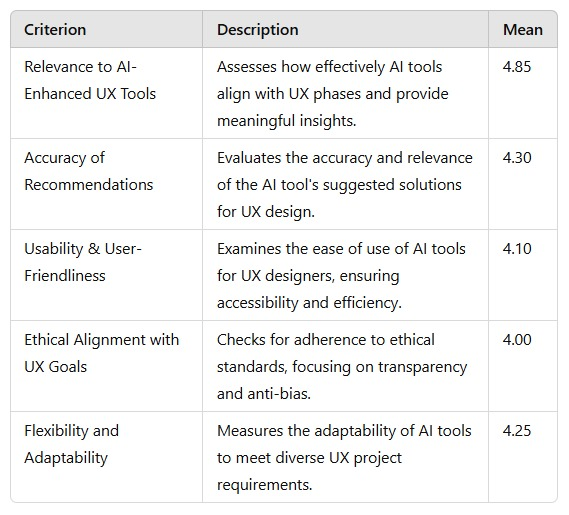 Criterion Description Mean
Relevance to AI- Assesses how effectively AI tools 4.85
Enhanced UX Tools align with UX phases and provide
meaningful insights.
Accuracy of Evaluates the accuracy and relevance 4.30
Recommendations of the AI tool's suggested solutions
for UX design.
Usability & User- Examines the ease of use of AI tools 4.10
Friendliness for UX designers, ensuring
accessibility and efficiency.
Ethical Alignment with Checks for adherence to ethical 4.00
UX Goals standards, focusing on transparency
and anti-bias.
Flexibility and Measures the adaptability of AI tools 4.25
Adaptability to meet diverse UX project
requirements.